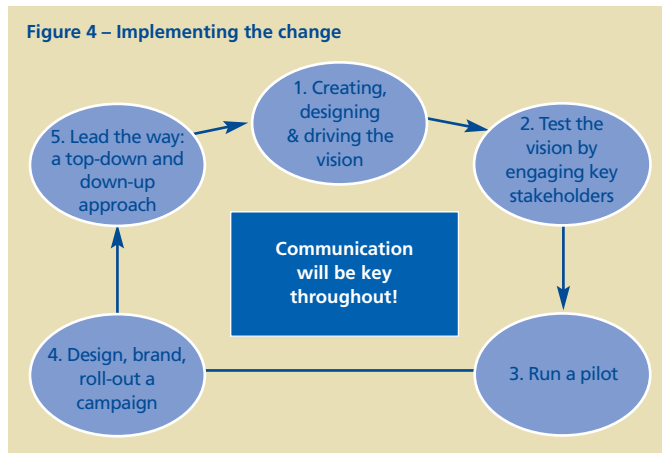 Figure 4 – Implementing the change
1. Creating,
designing
& driving the
vision
2. Test the
vision by
engaging key
stakeholders
3. Run a pilot
4. Design, brand,
roll-out a
campaign
5. Lead the way:
a top-down and
down-up
approach
Communication
will be key
throughout!